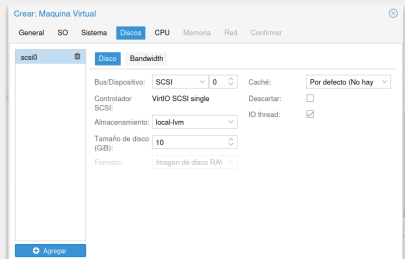 Crear: Maquina Virtual
General SO Sistema Discos CPU Memoria Red Confirmar
scsi0
Disco Bandwidth
Bus/Dispositivo: SCSI 0 Caché: Por defecto (No hay
Controlador SCSI: VirtIO SCSI single Descartar:
Almacenamiento: local-lvm IO thread:
Tamaño de disco (GiB): 10
Formato: Imagen de disco RAW
Agregar